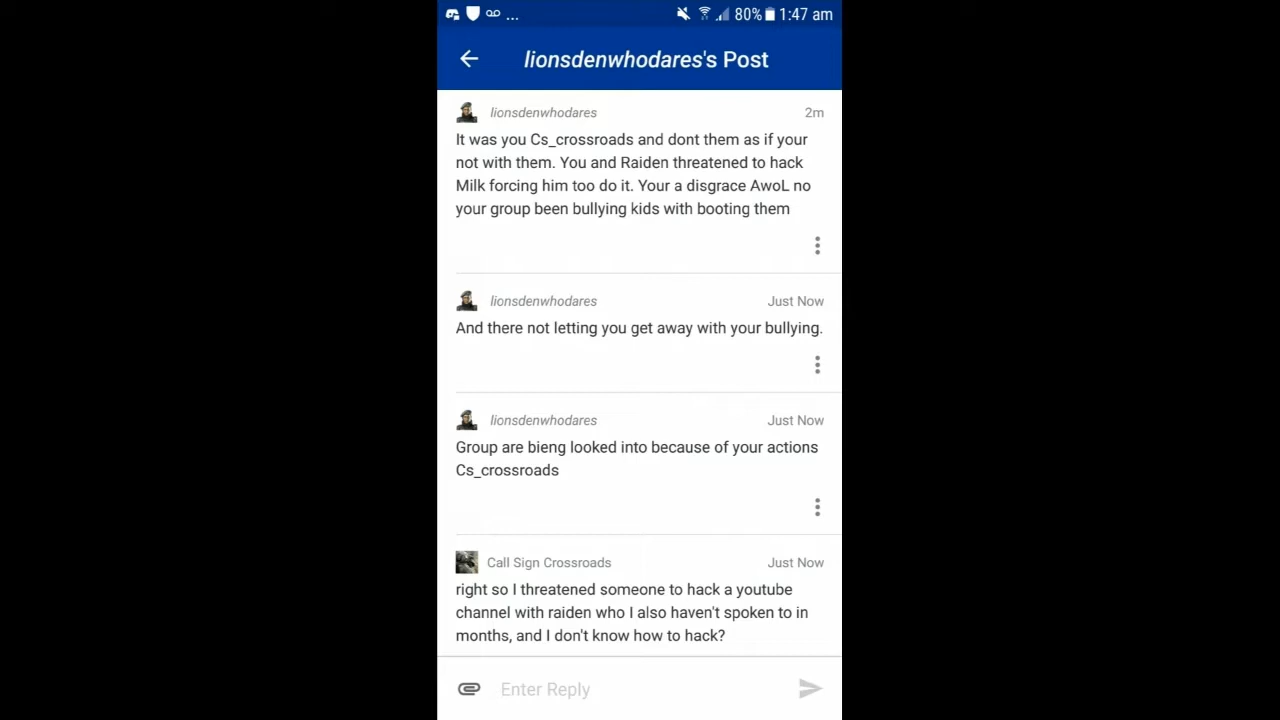 ... 80% 1:47 am
lionsdenwhodares's Post
lionsdenwhodares 2m
It was you Cs_crossroads and dont them as if your
not with them. You and Raiden threatened to hack
Milk forcing him too do it. Your a disgrace AwoL no
your group been bullying kids with booting them
lionsdenwhodares Just Now
And there not letting you get away with your bullying.
lionsdenwhodares Just Now
Group are bieng looked into because of your actions
Cs_crossroads
Call Sign Crossroads Just Now
right so I threatened someone to hack a youtube
channel with raiden who I also haven't spoken to in
months, and I don't know how to hack?
Enter Reply